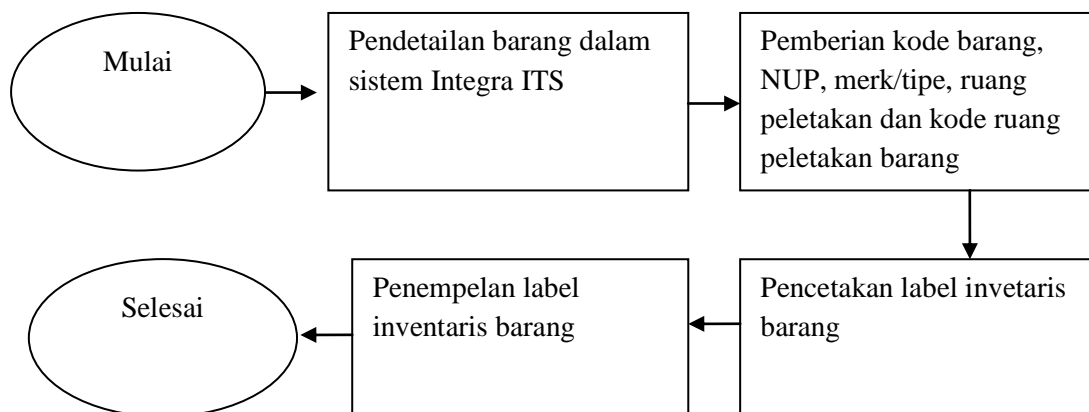 Mulai
Pendetailan barang dalam
sistem Integra ITS
Pemberian kode barang,
NUP, merk/tipe, ruang
peletakan dan kode ruang
peletakan barang
Pencetakan label invetaris
barang
Penempelan label
inventaris barang
Selesai